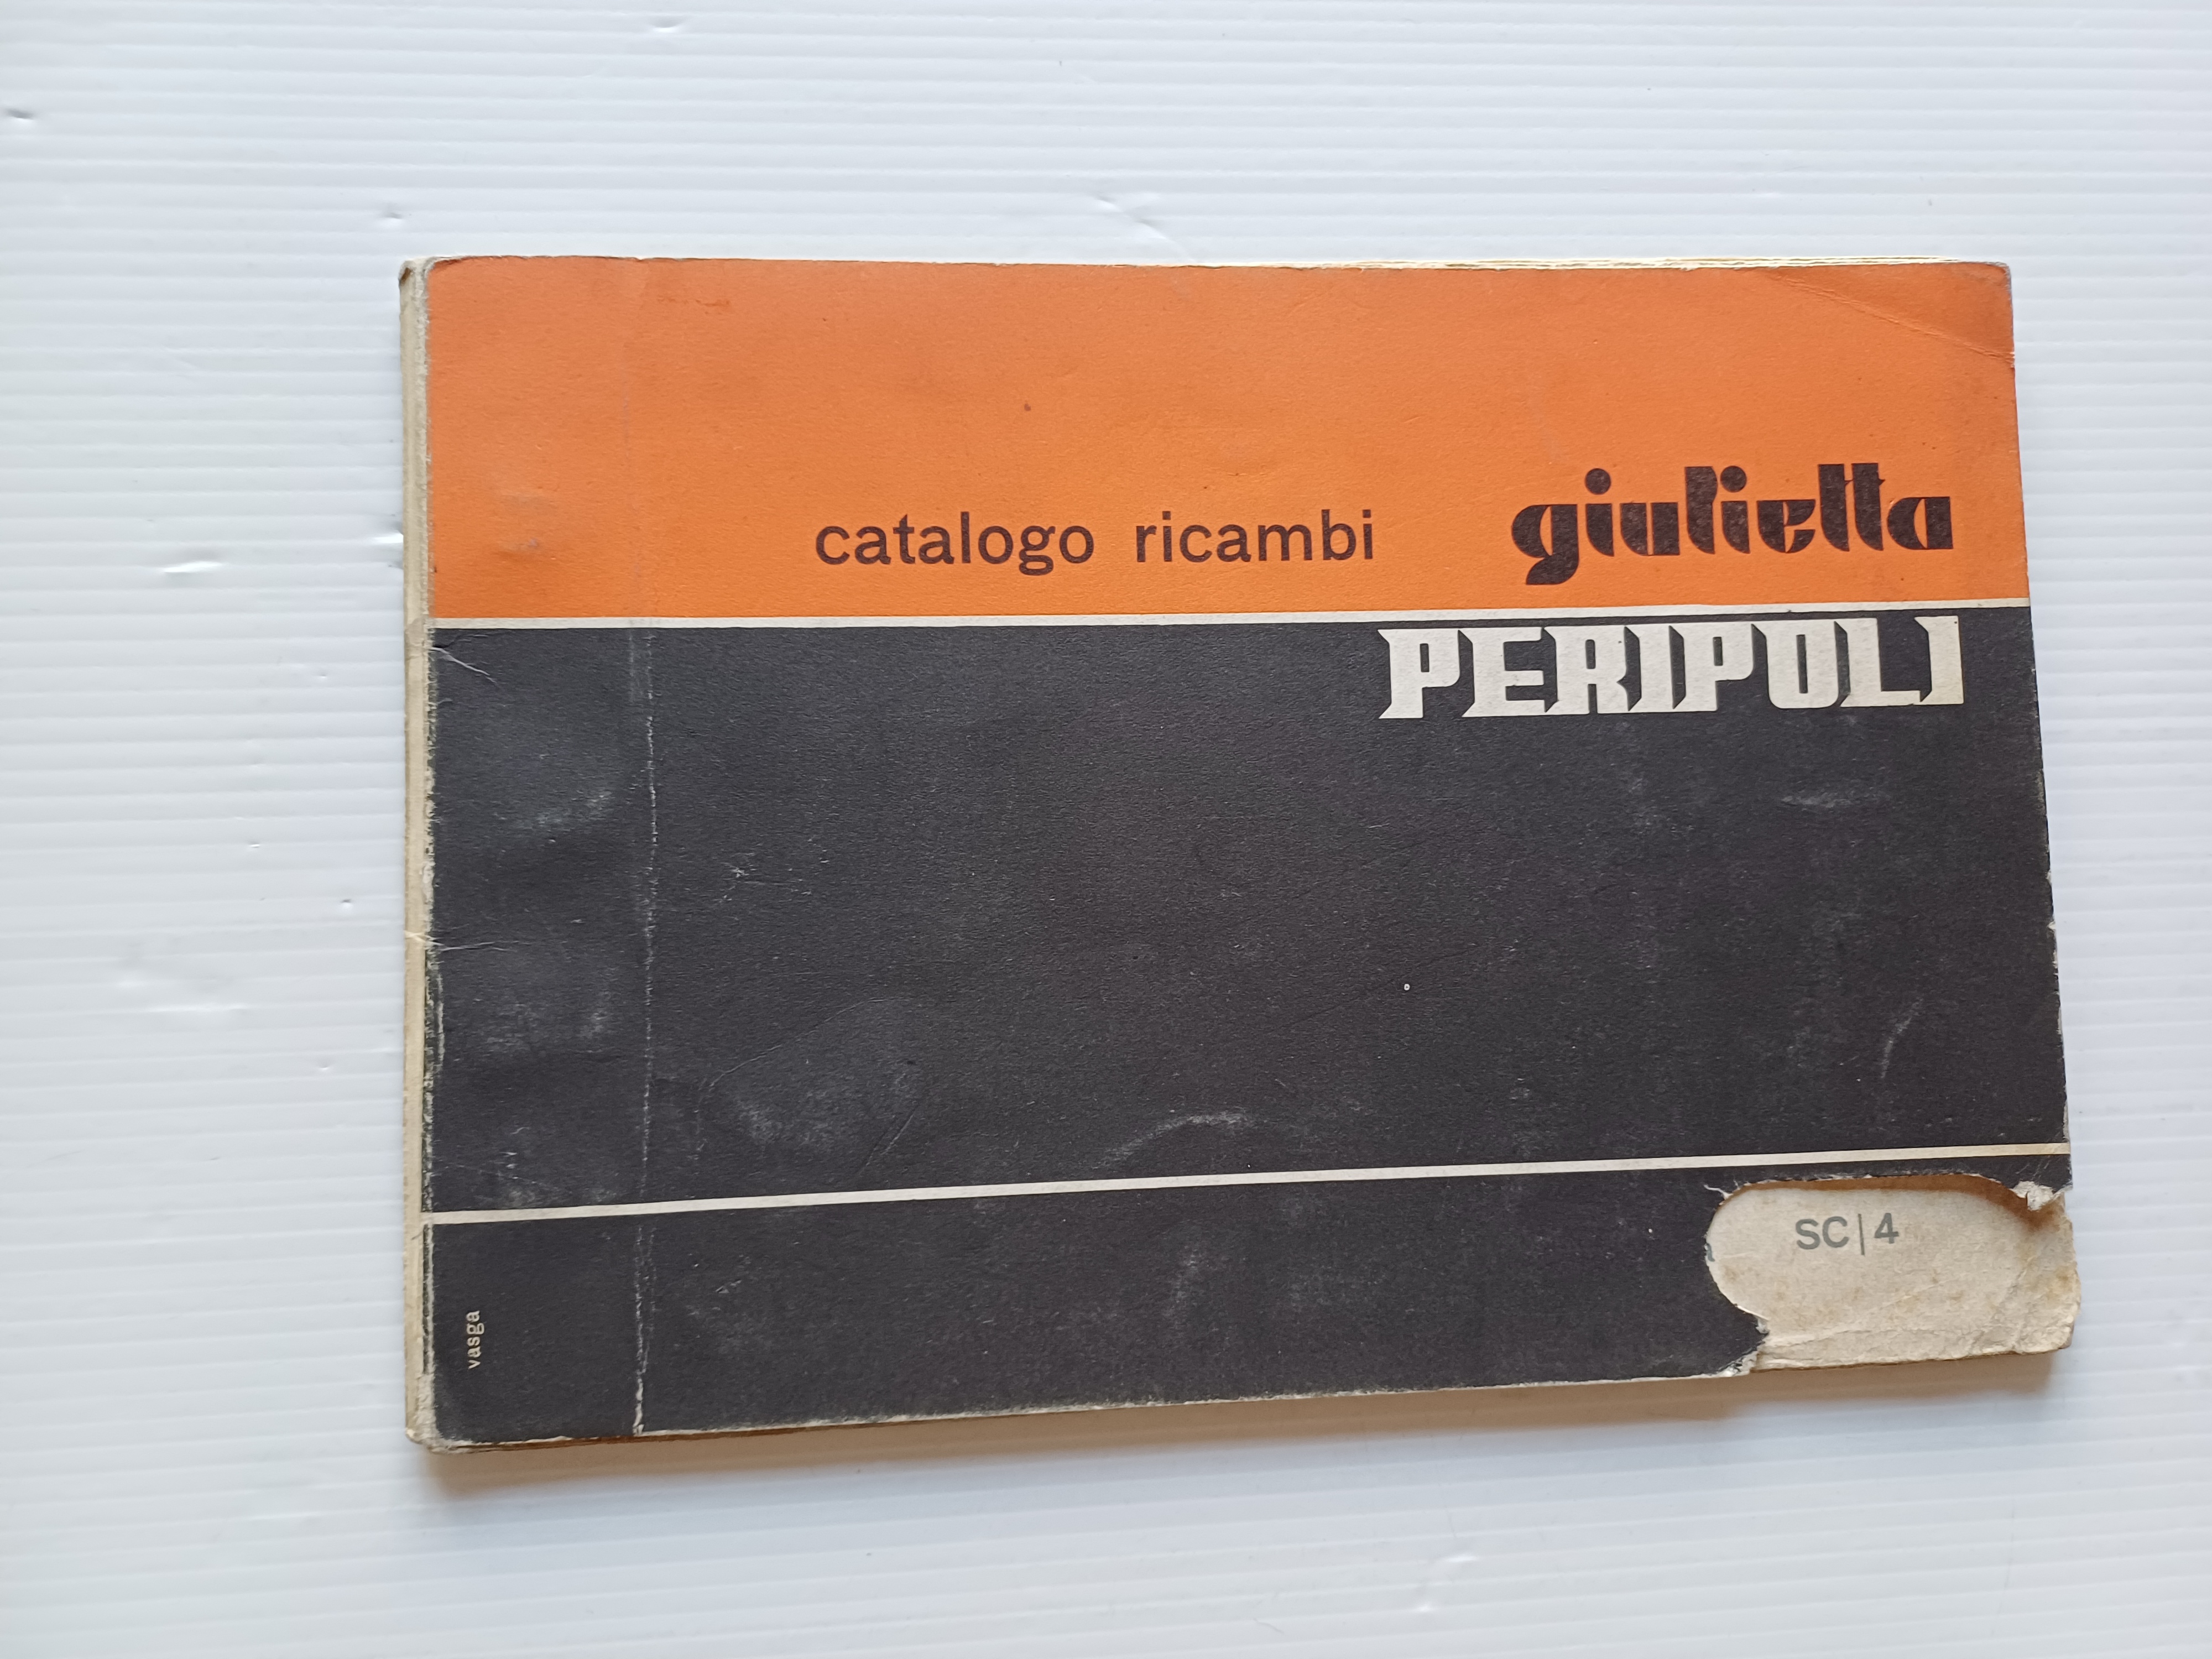 catalogo ricambi giulietta
PERIPOLI
SC|4
vasga